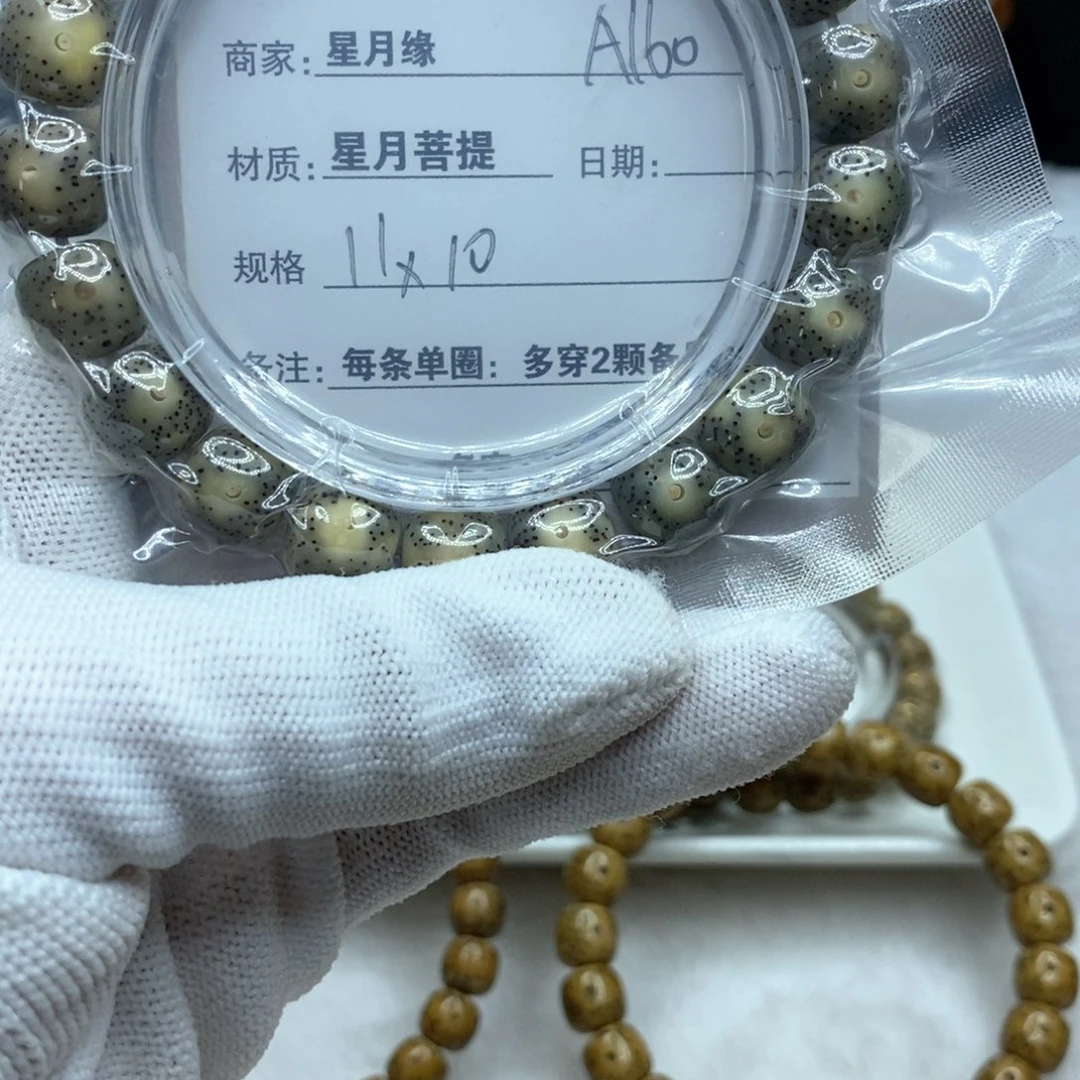 商家: 星月缘 A160
材质: 星月菩提 日期:
规格 11x10
备注: 每条单圈: 多穿2颗备